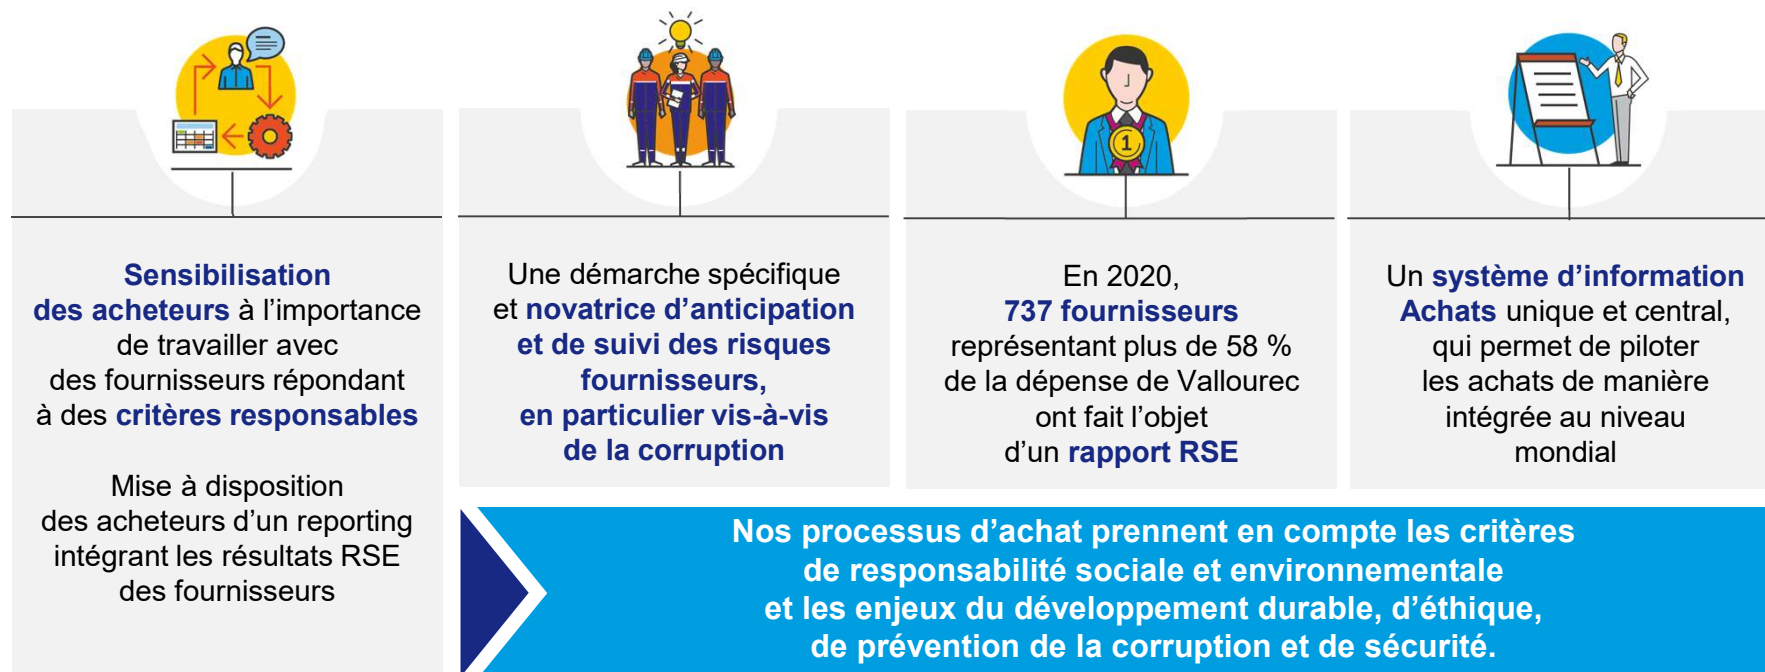 Sensibilisation
des acheteurs à l’importance
de travailler avec
des fournisseurs répondant
à des critères responsables
Mise à disposition
des acheteurs d’un reporting
intégrant les résultats RSE
des fournisseurs
Une démarche spécifique
et novatrice d’anticipation
et de suivi des risques
fournisseurs,
en particulier vis-à-vis
de la corruption
1
En 2020,
737 fournisseurs
représentant plus de 58 %
de la dépense de Vallourec
ont fait l’objet
d’un rapport RSE
Un système d’information
Achats unique et central,
qui permet de piloter
les achats de manière
intégrée au niveau
mondial
Nos processus d’achat prennent en compte les critères
de responsabilité sociale et environnementale
et les enjeux du développement durable, d’éthique,
de prévention de la corruption et de sécurité.